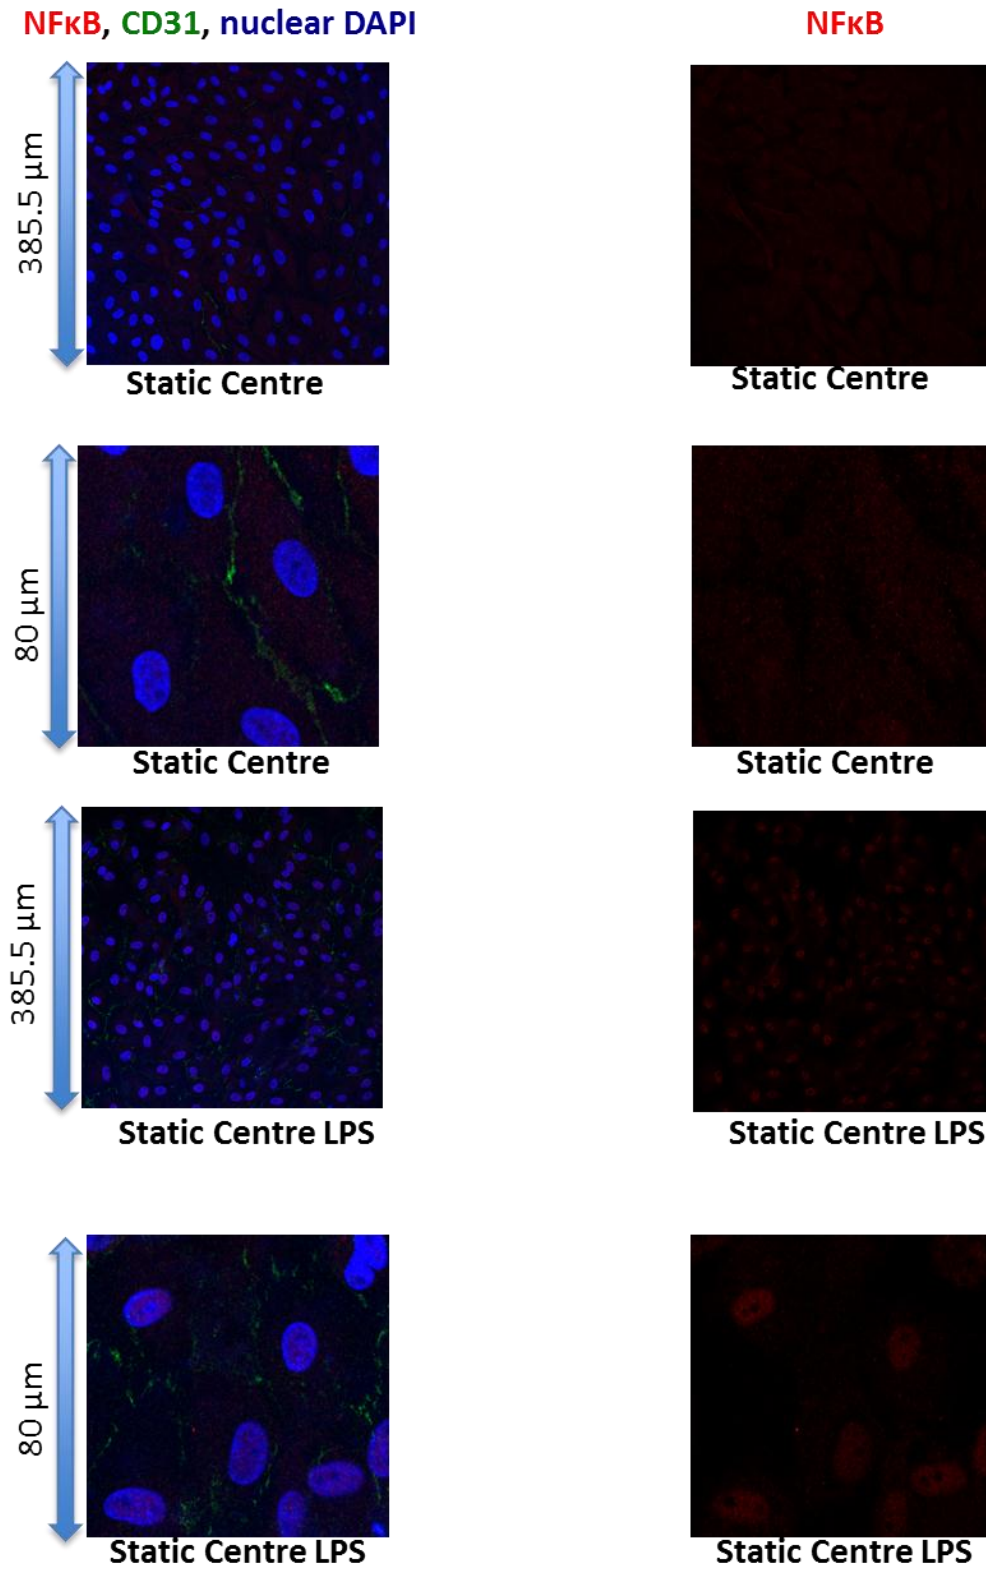 NFκB, CD31, nuclear DAPI
NFκB
385.5 µm
Static Centre
Static Centre
80 µm
Static Centre
Static Centre
385.5 µm
Static Centre LPS
Static Centre LPS
80 µm
Static Centre LPS
Static Centre LPS